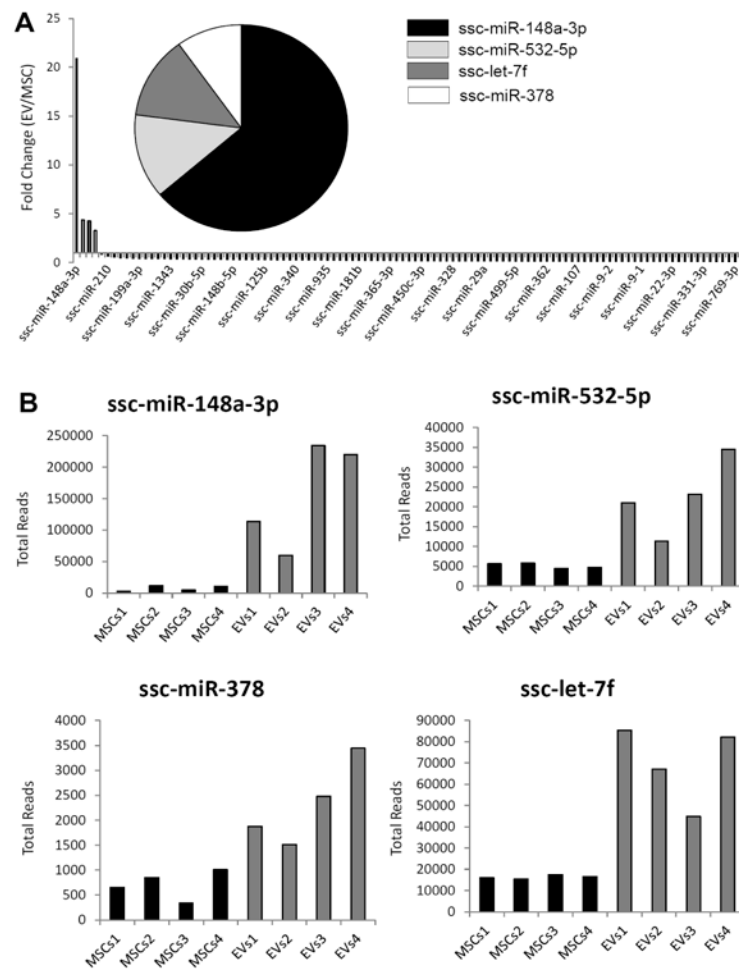 A
Fold Change (EV/MSC)
25
20
15
10
5
0
ssc-miR-148a-3p
ssc-miR-532-5p
ssc-let-7f
ssc-miR-378
ssc-miR-148a-3p
ssc-miR-210
ssc-miR-199a-3p
ssc-miR-1343
ssc-miR-30b-5p
ssc-miR-148b-5p
ssc-miR-125b
ssc-miR-340
ssc-miR-935
ssc-miR-181b
ssc-miR-365-3p
ssc-miR-450c-3p
ssc-miR-328
ssc-miR-29a
ssc-miR-499-5p
ssc-miR-362
ssc-miR-107
ssc-miR-9-2
ssc-miR-9-1
ssc-miR-22-3p
ssc-miR-331-3p
ssc-miR-769-3p
B
ssc-miR-148a-3p
Total Reads
250000
200000
150000
100000
50000
0
MSCs1 MSCs2 MSCs3 MSCs4 EVs1 EVs2 EVs3 EVs4
ssc-miR-532-5p
Total Reads
40000
35000
30000
25000
20000
15000
10000
5000
0
MSCs1 MSCs2 MSCs3 MSCs4 EVs1 EVs2 EVs3 EVs4
ssc-miR-378
Total Reads
4000
3500
3000
2500
2000
1500
1000
500
0
MSCs1 MSCs2 MSCs3 MSCs4 EVs1 EVs2 EVs3 EVs4
ssc-let-7f
Total Reads
90000
80000
70000
60000
50000
40000
30000
20000
10000
0
MSCs1 MSCs2 MSCs3 MSCs4 EVs1 EVs2 EVs3 EVs4